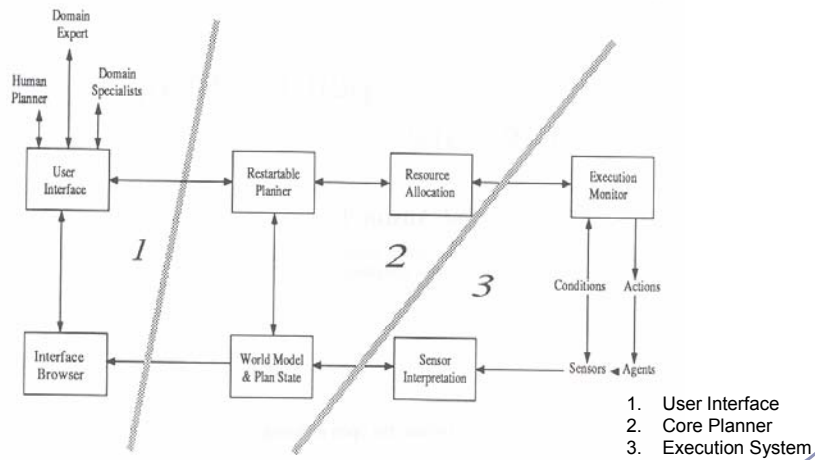 Domain
Expert
Human
Planner
Domain
Specialists
User
Interface
Restartable
Planner
Resource
Allocation
Execution
Monitor
1
2
3
Conditions
Actions
Interface
Browser
World Model
& Plan State
Sensor
Interpretation
Sensors
Agents
1. User Interface
2. Core Planner
3. Execution System